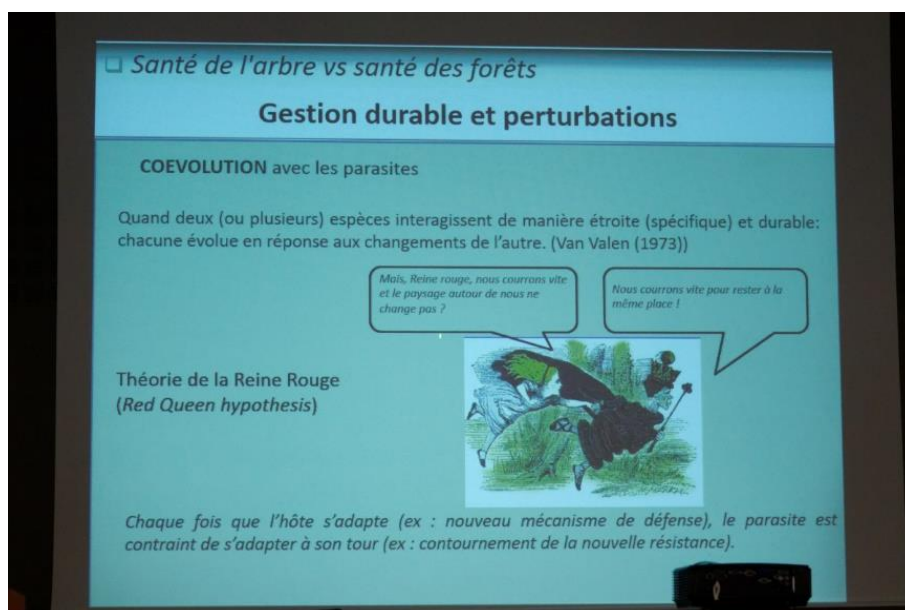 Santé de l'arbre vs santé des forêts
Gestion durable et perturbations
COEVOLUTION avec les parasites
Quand deux (ou plusieurs) espèces interagissent de manière étroite (spécifique) et durable:
chacune évolue en réponse aux changements de l'autre. (Van Valen (1973))
Mais, Reine rouge, nous courrons vite
et le paysage autour de nous ne
change pas ?
Nous courrons vite pour rester à la
même place !
Théorie de la Reine Rouge
(Red Queen hypothesis)
Chaque fois que l'hôte s'adapte (ex : nouveau mécanisme de défense), le parasite est
contraint de s'adapter à son tour (ex : contournement de la nouvelle résistance).